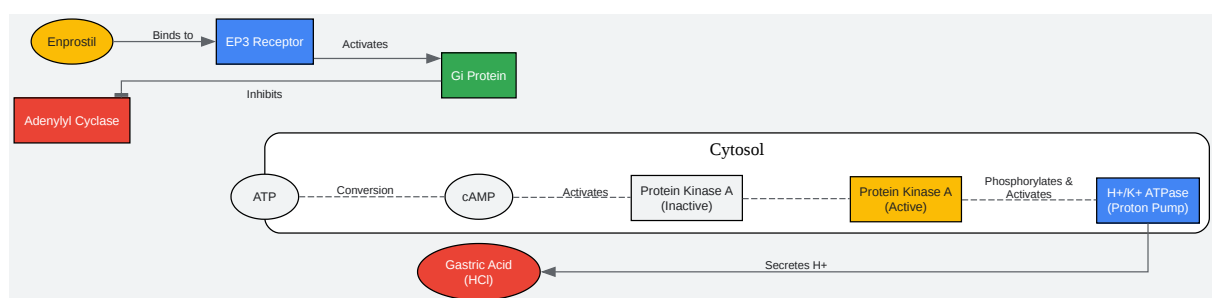 Enprostil
Binds to
EP3 Receptor
Activates
Gi Protein
Inhibits
Adenylyl Cyclase
Cytosol
ATP
Conversion
cAMP
Activates
Protein Kinase A
(Inactive)
Protein Kinase A
(Active)
Phosphorylates &
Activates
H+/K+ ATPase
(Proton Pump)
Gastric Acid
(HCl)
Secretes H+